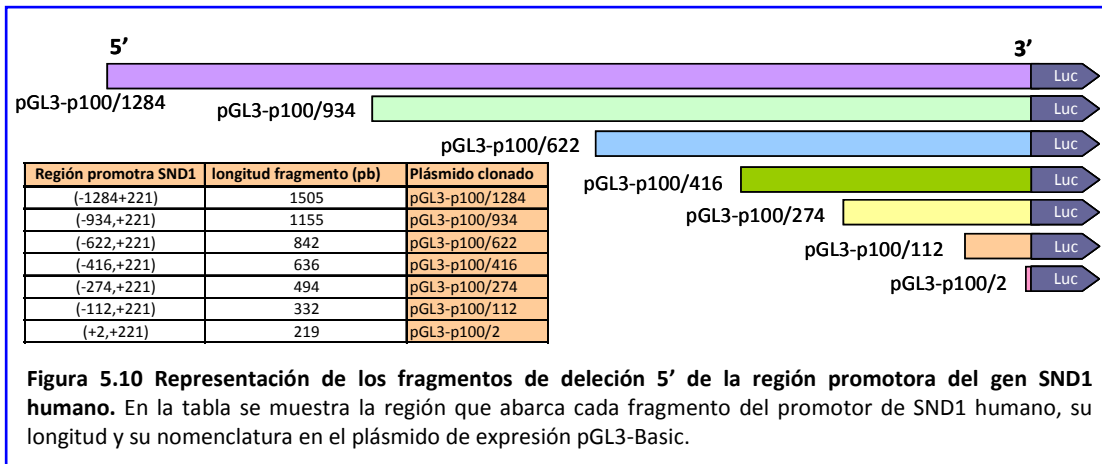 5’ 3’
Luc
pGL3-p100/1284
pGL3-p100/934
Luc
pGL3-p100/622
Luc
pGL3-p100/416
Luc
pGL3-p100/274
Luc
pGL3-p100/112
Luc
pGL3-p100/2
Luc
Región promotra SND1 longitud fragmento (pb) Plásmido clonado
(-1284+221) 1505 pGL3-p100/1284
(-934,+221) 1155 pGL3-p100/934
(-622,+221) 842 pGL3-p100/622
(-416,+221) 636 pGL3-p100/416
(-274,+221) 494 pGL3-p100/274
(-112,+221) 332 pGL3-p100/112
(+2,+221) 219 pGL3-p100/2
Figura 5.10 Representación de los fragmentos de deleción 5’ de la región promotora del gen SND1
humano. En la tabla se muestra la región que abarca cada fragmento del promotor de SND1 humano, su
longitud y su nomenclatura en el plásmido de expresión pGL3-Basic.